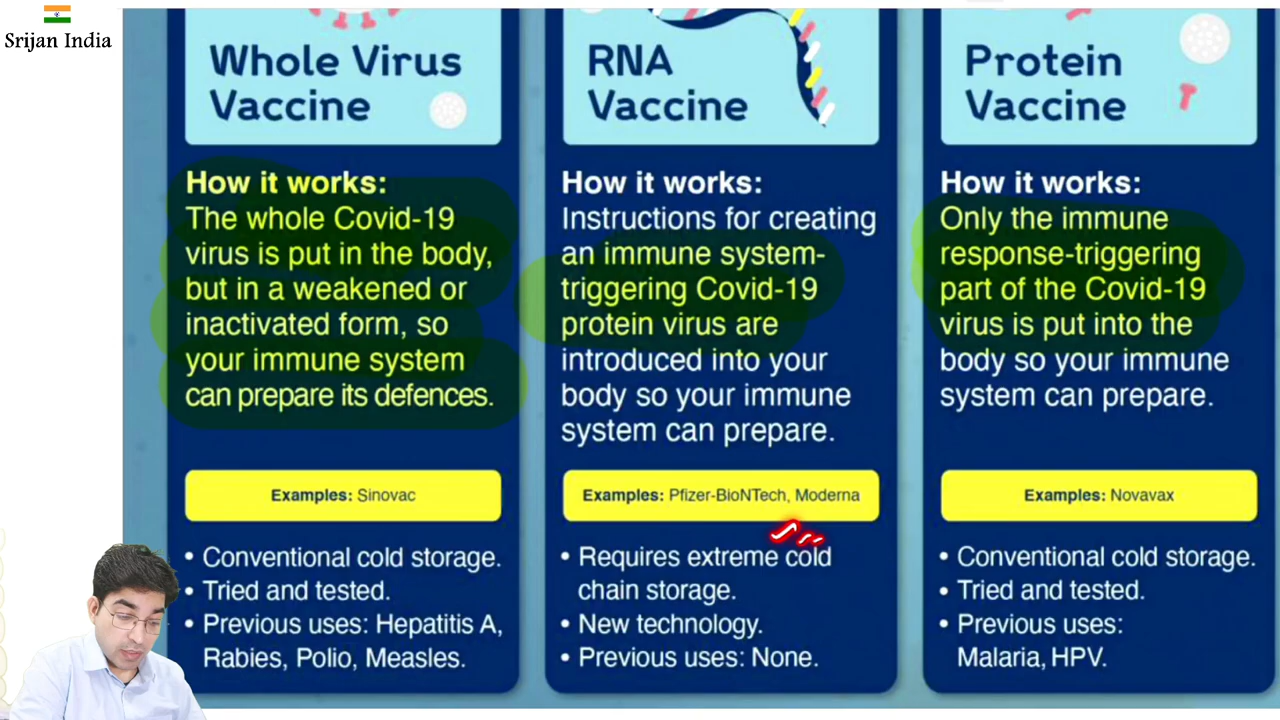 Srijan India
Whole Virus
Vaccine
How it works:
The whole Covid-19
virus is put in the body,
but in a weakened or
inactivated form, so
your immune system
can prepare its defences.
Examples: Sinovac
• Conventional cold storage.
• Tried and tested.
• Previous uses: Hepatitis A,
Rabies, Polio, Measles.
RNA
Vaccine
How it works:
Instructions for creating
an immune system-
triggering Covid-19
protein virus are
introduced into your
body so your immune
system can prepare.
Examples: Pfizer-BioNTech, Moderna
• Requires extreme cold
chain storage.
• New technology.
• Previous uses: None.
Protein
Vaccine
How it works:
Only the immune
response-triggering
part of the Covid-19
virus is put into the
body so your immune
system can prepare.
Examples: Novavax
• Conventional cold storage.
• Tried and tested.
• Previous uses:
Malaria, HPV.